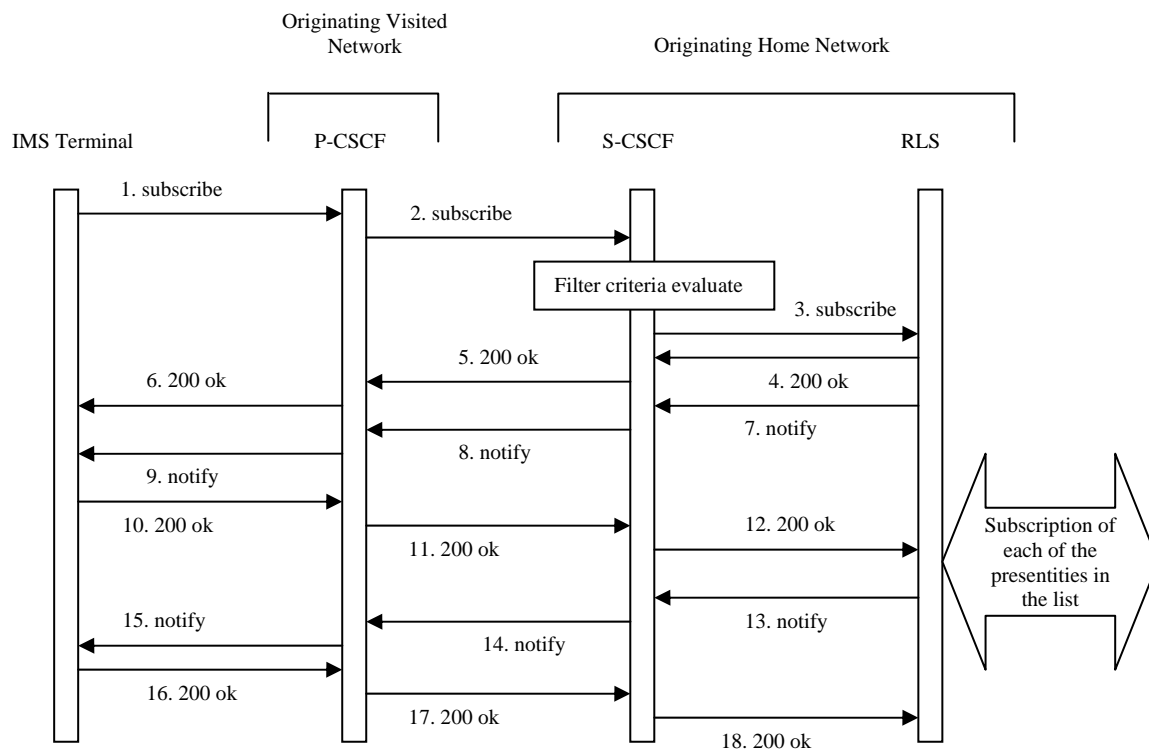 Originating Visited
Network
Originating Home Network
IMS Terminal
P-CSCF
S-CSCF
RLS
1. subscribe
2. subscribe
Filter criteria evaluate
3. subscribe
5. 200 ok
6. 200 ok
4. 200 ok
7. notify
8. notify
9. notify
10. 200 ok
11. 200 ok
12. 200 ok
Subscription of
each of the
presentities in
the list
15. notify
13. notify
14. notify
16. 200 ok
17. 200 ok
18. 200 ok